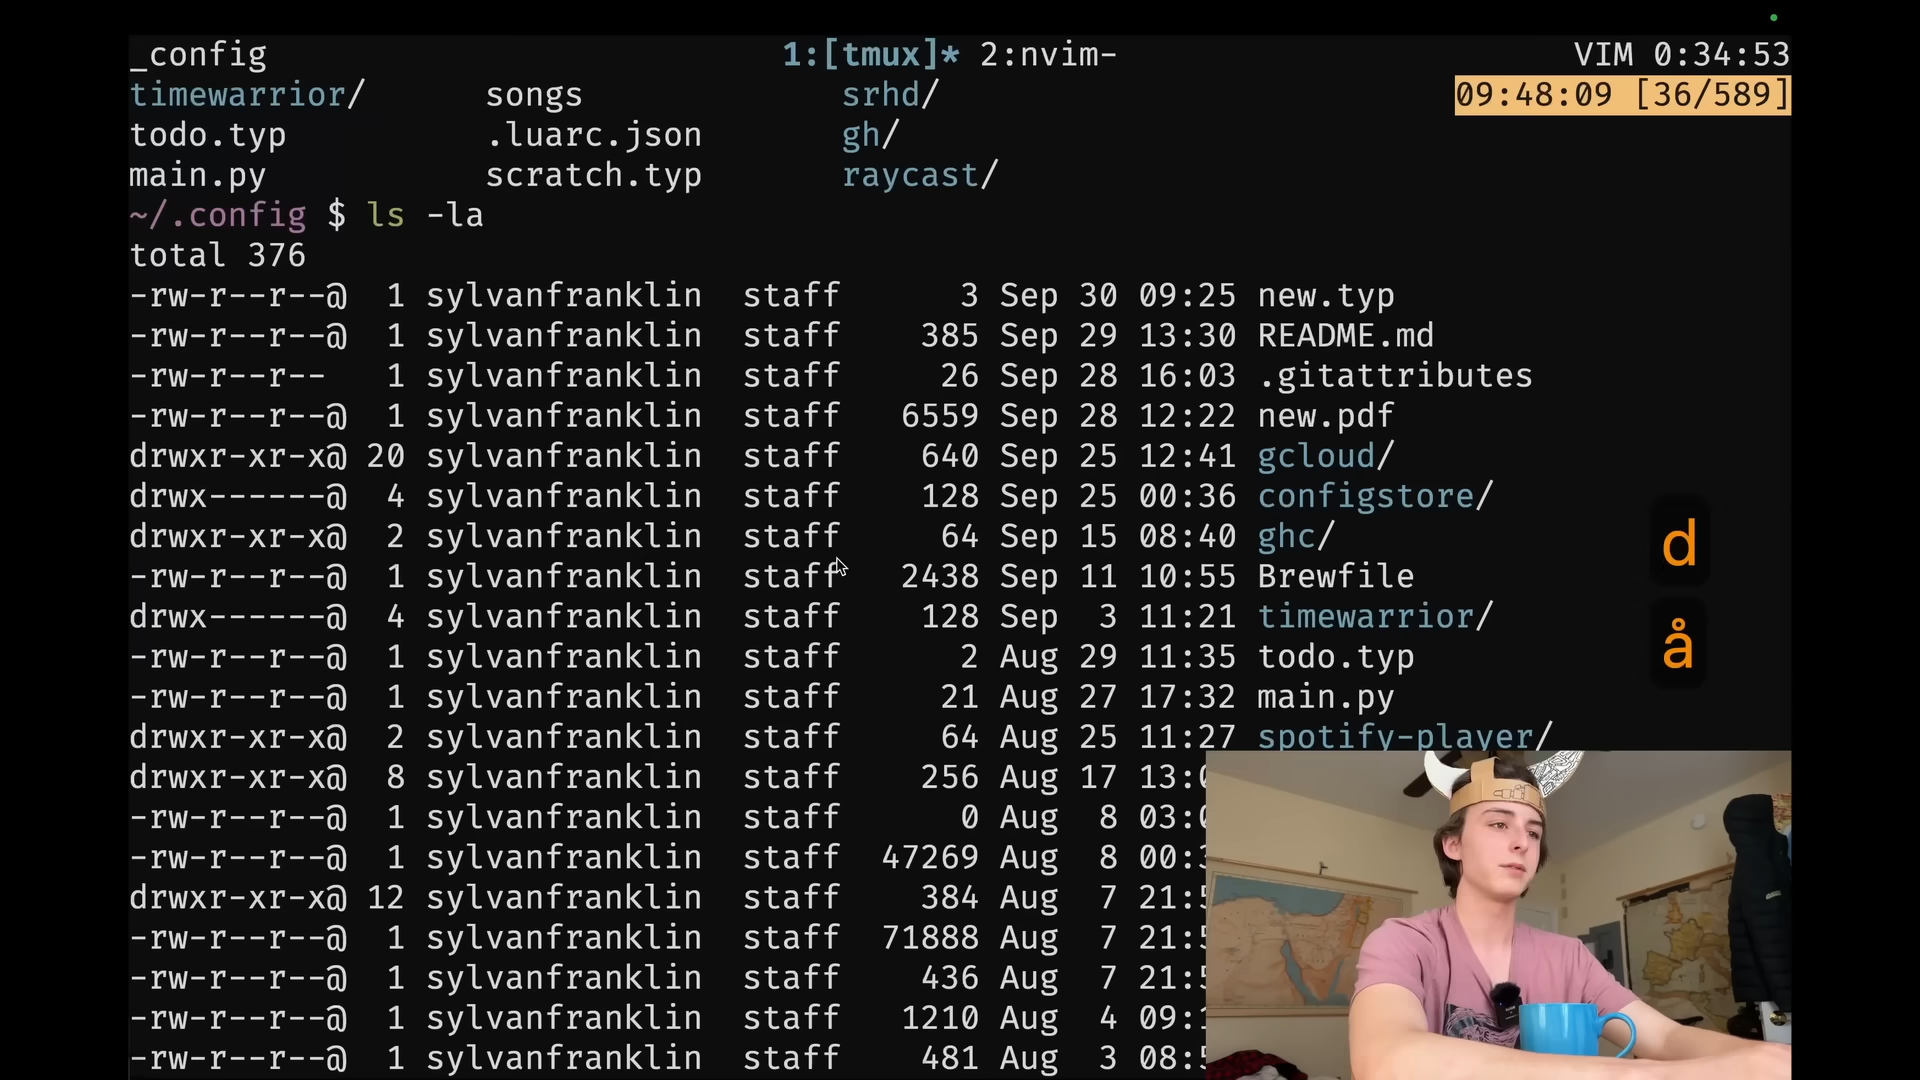 _config 1:[tmux]* 2:nvim- VIM 0:34:53
timewarrior/ songs srhd/ 09:48:09 [36/589]
todo.typ .luarc.json gh/
main.py scratch.typ raycast/
~/.config $ ls -la
total 376
-rw-r--r--@ 1 sylvanfranklin staff 3 Sep 30 09:25 new.typ
-rw-r--r--@ 1 sylvanfranklin staff 385 Sep 29 13:30 README.md
-rw-r--r-- 1 sylvanfranklin staff 26 Sep 28 16:03 .gitattributes
-rw-r--r--@ 1 sylvanfranklin staff 6559 Sep 28 12:22 new.pdf
drwxr-xr-x@ 20 sylvanfranklin staff 640 Sep 25 12:41 gcloud/
drwx------@ 4 sylvanfranklin staff 128 Sep 25 00:36 configstore/
drwxr-xr-x@ 2 sylvanfranklin staff 64 Sep 15 08:40 ghc/
-rw-r--r--@ 1 sylvanfranklin staff 2438 Sep 11 10:55 Brewfile
drwx------@ 4 sylvanfranklin staff 128 Sep 3 11:21 timewarrior/
-rw-r--r--@ 1 sylvanfranklin staff 2 Aug 29 11:35 todo.typ
-rw-r--r--@ 1 sylvanfranklin staff 21 Aug 27 17:32 main.py
drwxr-xr-x@ 2 sylvanfranklin staff 64 Aug 25 11:27 spotify-player/
drwxr-xr-x@ 8 sylvanfranklin staff 256 Aug 17 13:
-rw-r--r--@ 1 sylvanfranklin staff 0 Aug 8 03:
-rw-r--r--@ 1 sylvanfranklin staff 47269 Aug 8 00:
drwxr-xr-x@ 12 sylvanfranklin staff 384 Aug 7 21:
-rw-r--r--@ 1 sylvanfranklin staff 71888 Aug 7 21:
-rw-r--r--@ 1 sylvanfranklin staff 436 Aug 7 21:
-rw-r--r--@ 1 sylvanfranklin staff 1210 Aug 4 09:
-rw-r--r--@ 1 sylvanfranklin staff 481 Aug 3 08:
d
å